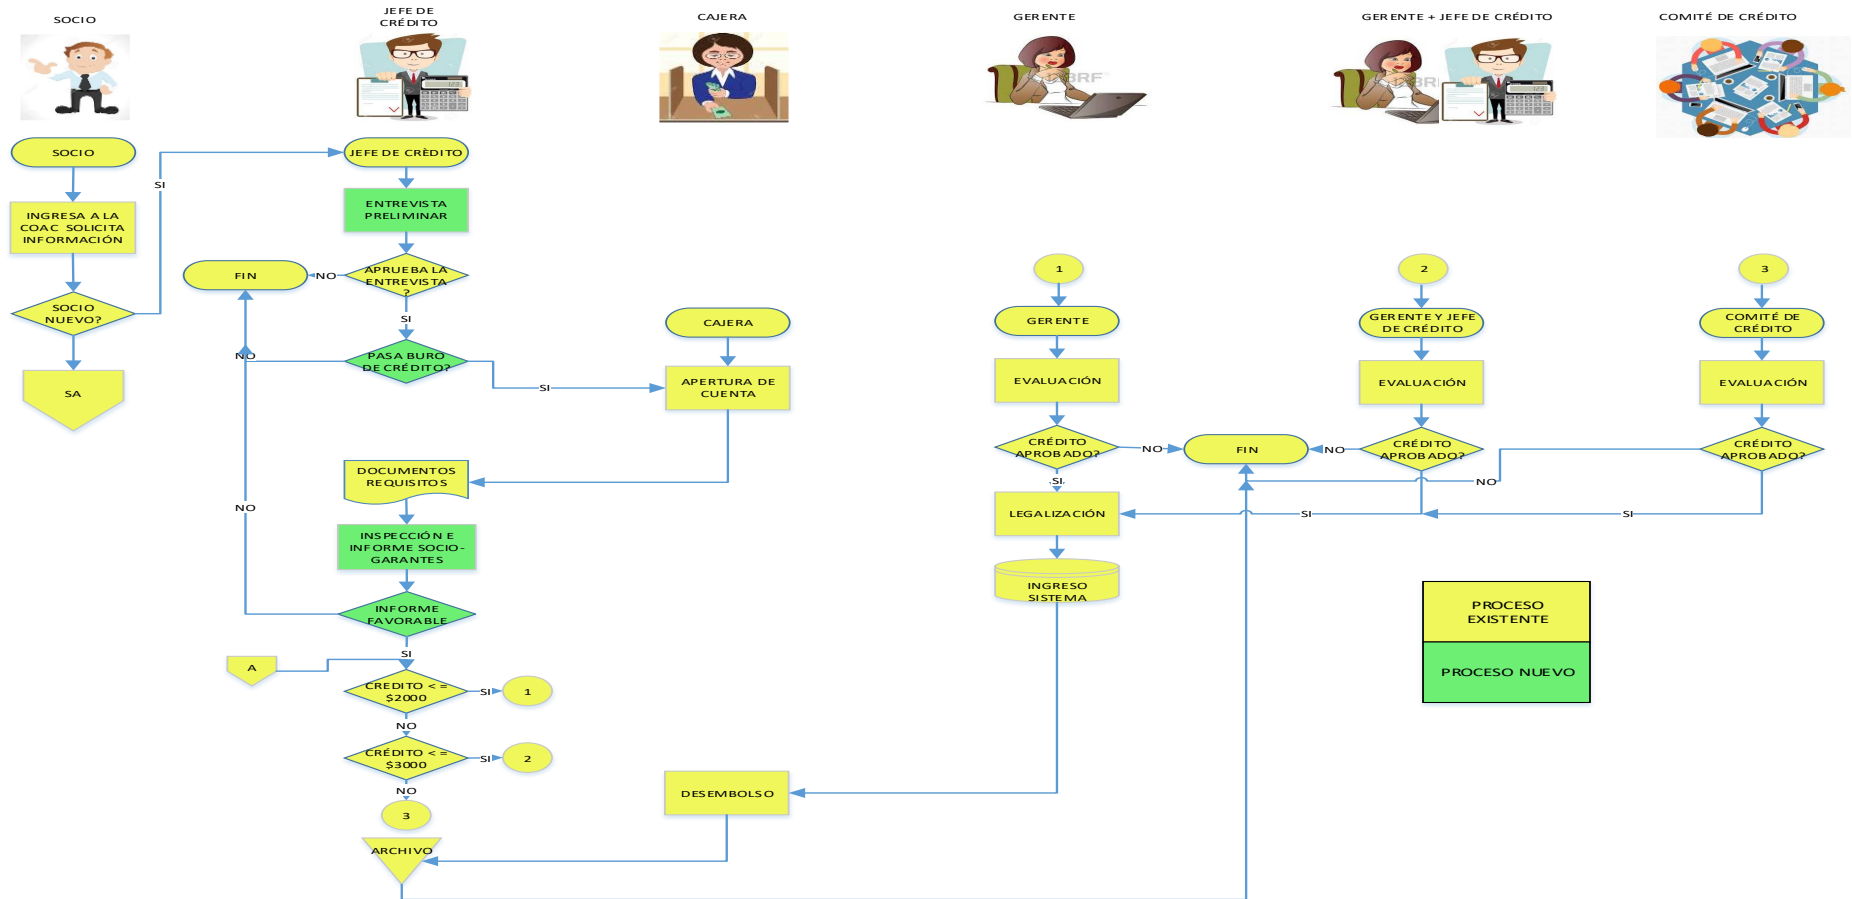 SOCIO
JEFE DE
CRÉDITO
CAJERA
GERENTE
GERENTE + JEFE DE CRÉDITO
COMITÉ DE CRÉDITO
SOCIO
INGRESA A LA
COAC SOLICITA
INFORMACIÓN
SOCIO
NUEVO?
SA
SI
JEFE DE CRÈDITO
ENTREVISTA
PRELIMINAR
APRUEBA LA
ENTREVISTA
?
NO
FIN
SI
PASA BURO
DE CRÉDITO?
NO
SI
CAJERA
APERTURA DE
CUENTA
DOCUMENTOS
REQUISITOS
INSPECCIÓN E
INFORME SOCIO-
GARANTES
INFORME
FAVORABLE
NO
SI
A
CREDITO < =
$2000
SI
1
NO
CRÉDITO < =
$3000
SI
2
NO
3
ARCHIVO
DESEMBOLSO
1
GERENTE
EVALUACIÓN
CRÉDITO
APROBADO?
NO
SI
LEGALIZACIÓN
INGRESO
SISTEMA
FIN
2
GERENTE Y JEFE
DE CRÉDITO
EVALUACIÓN
CRÉDITO
APROBADO?
NO
SI
3
COMITÉ DE
CRÉDITO
EVALUACIÓN
CRÉDITO
APROBADO?
NO
SI
PROCESO
EXISTENTE
PROCESO NUEVO